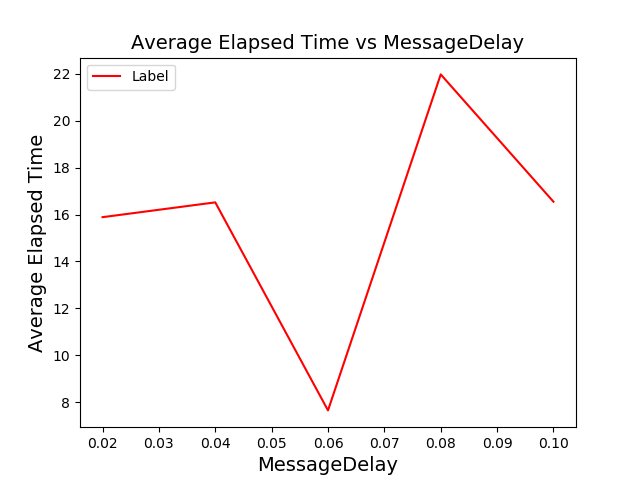 Average Elapsed Time vs MessageDelay
Label
Average Elapsed Time
22
20
18
16
14
12
10
8
0.02 0.03 0.04 0.05 0.06 0.07 0.08 0.09 0.10
MessageDelay